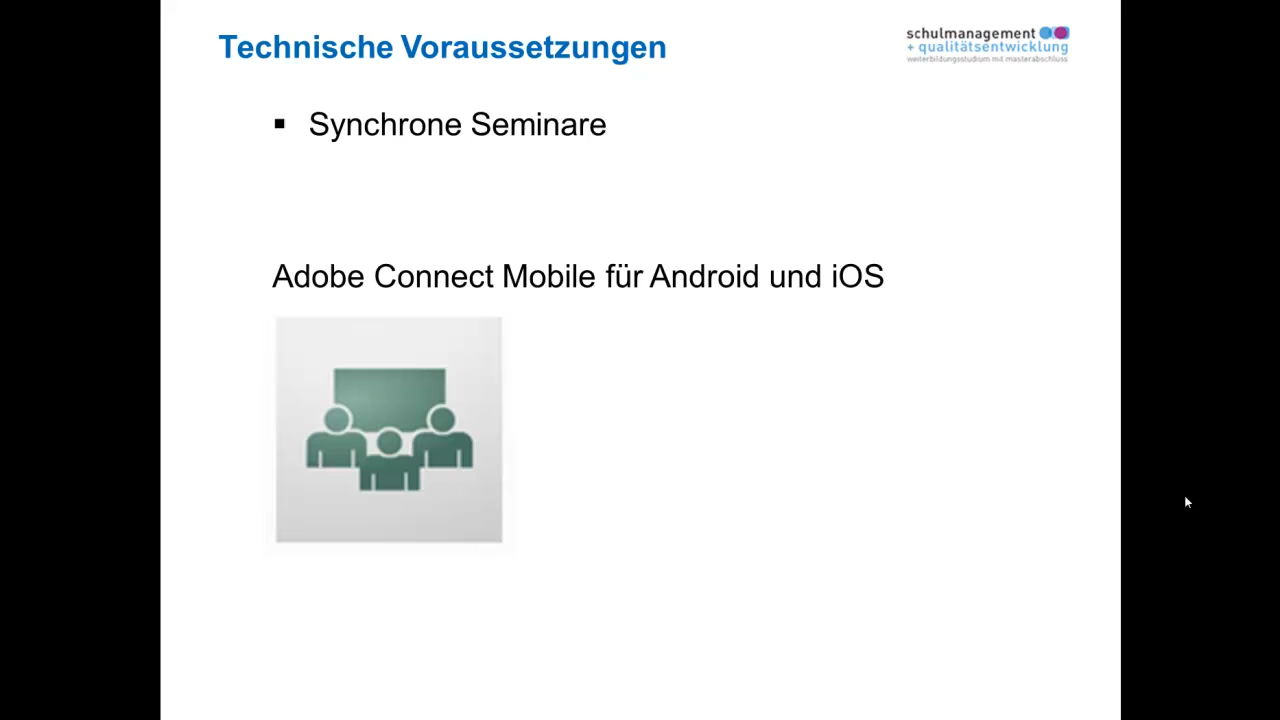 Technische Voraussetzungen
schulmanagement
+ qualitätsentwicklung
weiterbildungsstudium mit masterabschluss
▪ Synchrone Seminare
Adobe Connect Mobile für Android und iOS